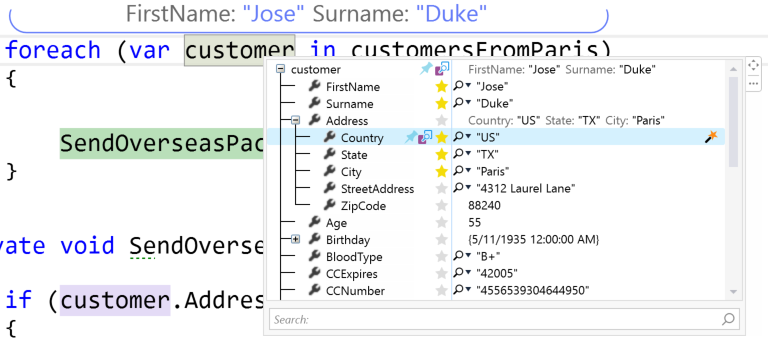 FirstName: "Jose" Surname: "Duke"
foreach (var customer in customersFromParis)
{
customer FirstName: "Jose" Surname: "Duke"
FirstName "Jose"
Surname "Duke"
Address Country: "US" State: "TX" City: "Paris"
SendOverseasPac
Country "US"
State "TX"
}
City "Paris"
StreetAddress "4312 Laurel Lane"
ZipCode 88240
Age 55
vate void SendOverse
Birthday {5/11/1935 12:00:00 AM}
BloodType "B+"
CCExpires "42005"
if (customer.Addres
CCNumber "4556539304644950"
{
Search: